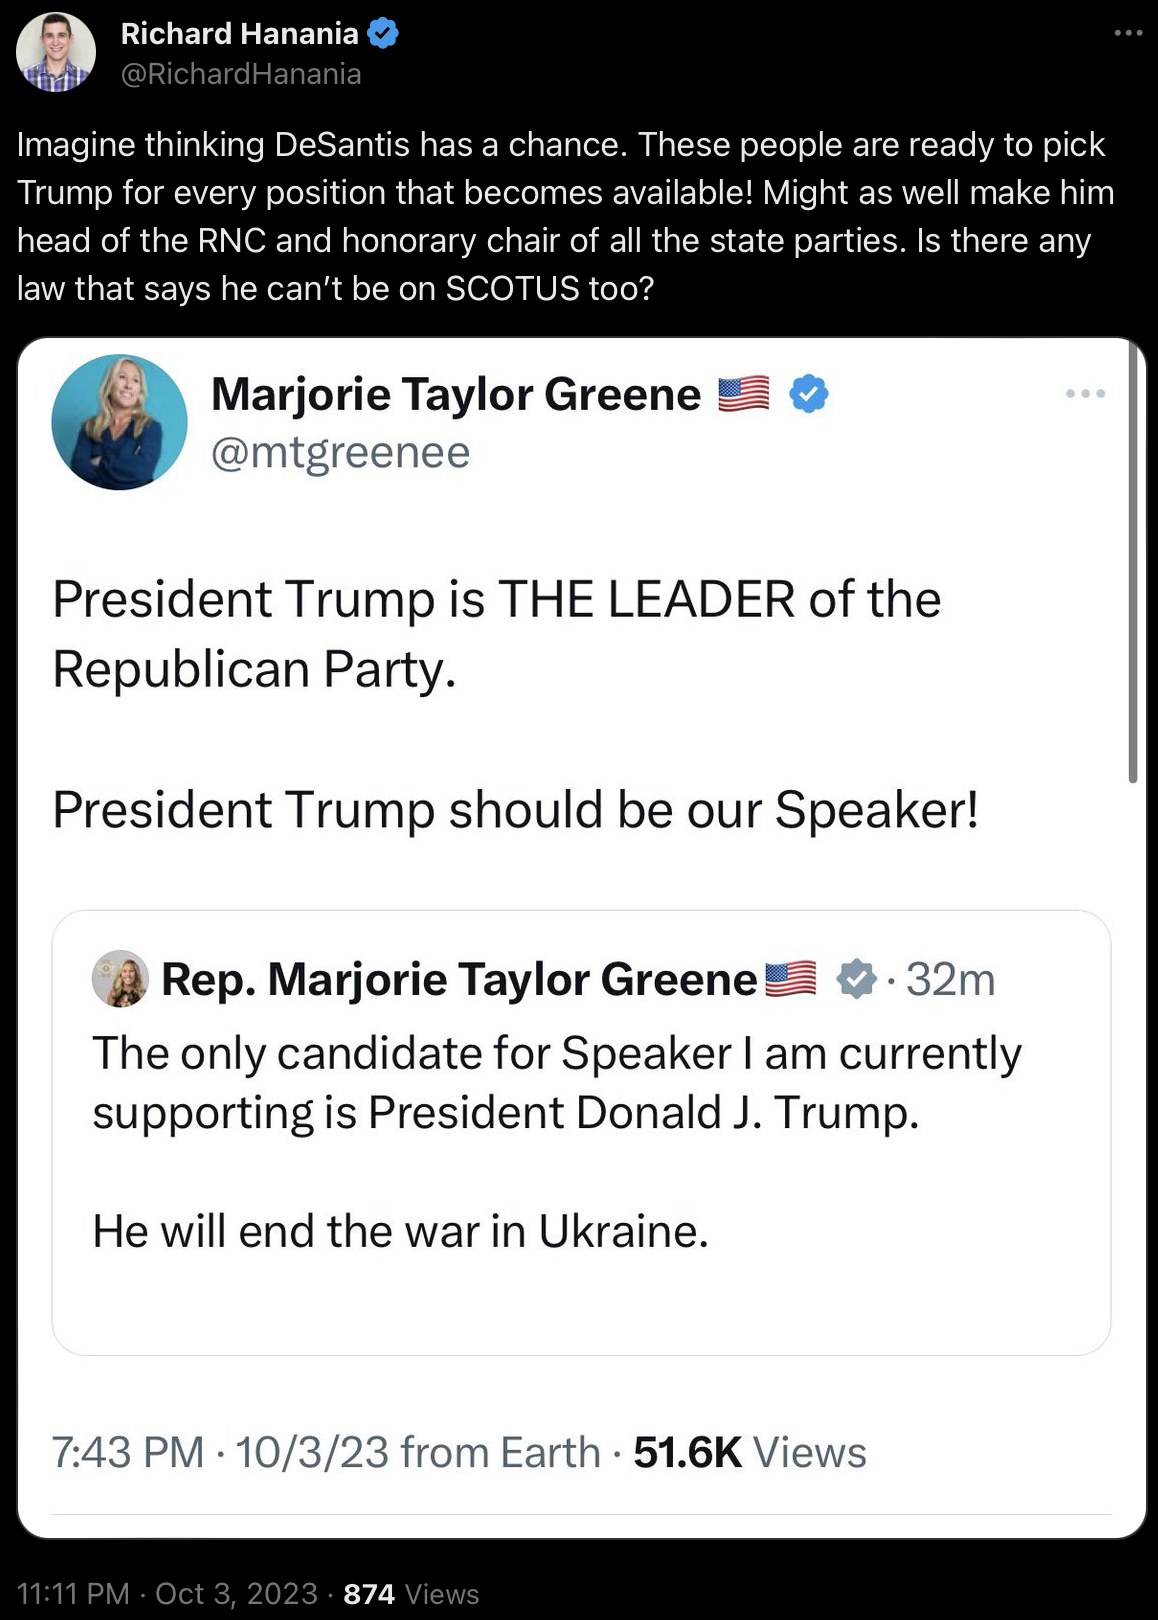 Richard Hanania
@RichardHanania
Imagine thinking DeSantis has a chance. These people are ready to pick
Trump for every position that becomes available! Might as well make him
head of the RNC and honorary chair of all the state parties. Is there any
law that says he can’t be on SCOTUS too?
Marjorie Taylor Greene 🇺🇸
@mtgreenee
President Trump is THE LEADER of the
Republican Party.
President Trump should be our Speaker!
Rep. Marjorie Taylor Greene🇺🇸 · 32m
The only candidate for Speaker I am currently
supporting is President Donald J. Trump.
He will end the war in Ukraine.
7:43 PM · 10/3/23 from Earth · 51.6K Views
11:11 PM · Oct 3, 2023 · 874 Views